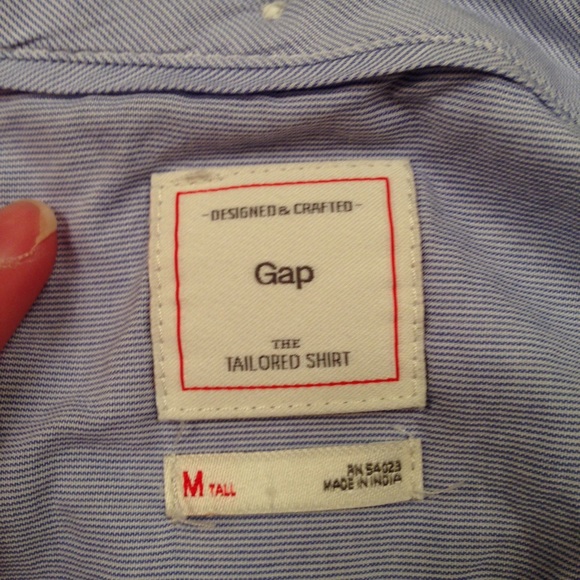 -DESIGNED & CRAFTED-
Gap
THE
TAILORED SHIRT
M TALL
RN 54023
MADE IN INDIA